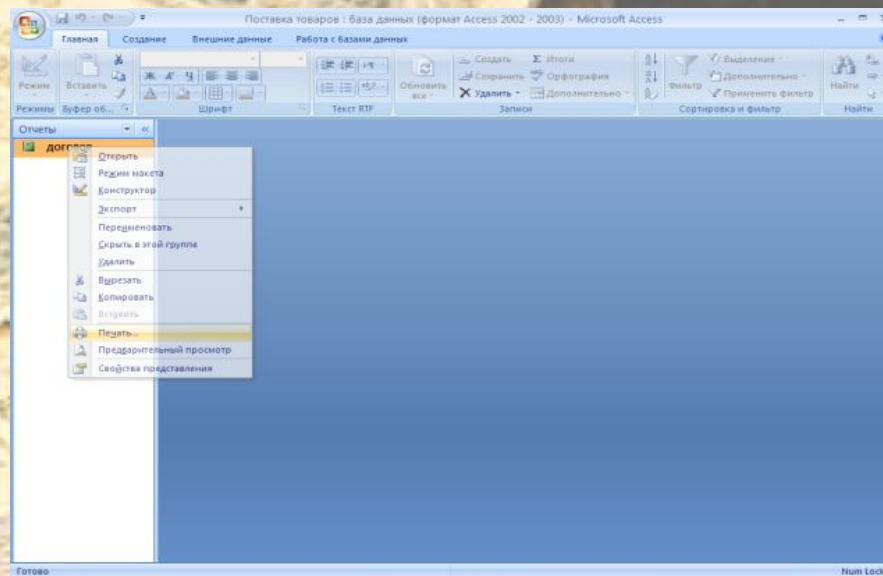 Поставка товаров : база данных (формат Access 2002 - 2003) - Microsoft Access
Главная Создание Внешние данные Работа с базами данных
Режим
Вставить
Ж К Ч
Обновить все
Создать
Сохранить
Удалить
Итоги
Орфография
Дополнительно
Фильтр
Выделение
Дополнительно
Применить фильтр
Найти
Режимы Буфер об... Шрифт Текст RTF Записи Сортировка и фильтр Найти
Отчеты
договор
Открыть
Режим макета
Конструктор
Экспорт
Переименовать
Скрыть в этой группе
Удалить
Вырезать
Копировать
Вставить
Печать...
Предварительный просмотр
Свойства представления
Готово Num Lock